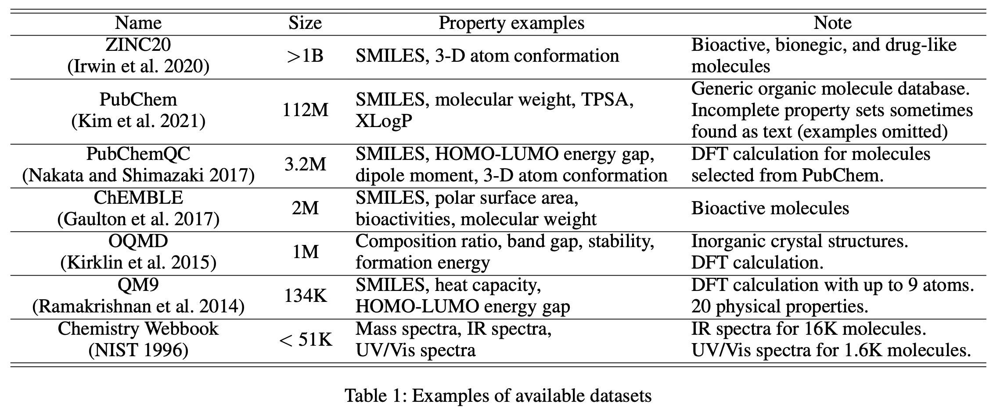 Name Size Property examples Note
ZINC20
(Irwin et al. 2020)
>1B
SMILES, 3-D atom conformation
Bioactive, bionegic, and drug-like
molecules
PubChem
(Kim et al. 2021)
112M
SMILES, molecular weight, TPSA,
XLogP
Generic organic molecule database.
Incomplete property sets sometimes
found as text (examples omitted)
PubChemQC
(Nakata and Shimazaki 2017)
3.2M
SMILES, HOMO-LUMO energy gap,
dipole moment, 3-D atom conformation
DFT calculation for molecules
selected from PubChem.
ChEMBLE
(Gaulton et al. 2017)
2M
SMILES, polar surface area,
bioactivities, molecular weight
Bioactive molecules
OQMD
(Kirklin et al. 2015)
1M
Composition ratio, band gap, stability,
formation energy
Inorganic crystal structures.
DFT calculation.
QM9
(Ramakrishnan et al. 2014)
134K
SMILES, heat capacity,
HOMO-LUMO energy gap
DFT calculation with up to 9 atoms.
20 physical properties.
Chemistry Webbook
(NIST 1996)
< 51K
Mass spectra, IR spectra,
UV/Vis spectra
IR spectra for 16K molecules.
UV/Vis spectra for 1.6K molecules.
Table 1: Examples of available datasets